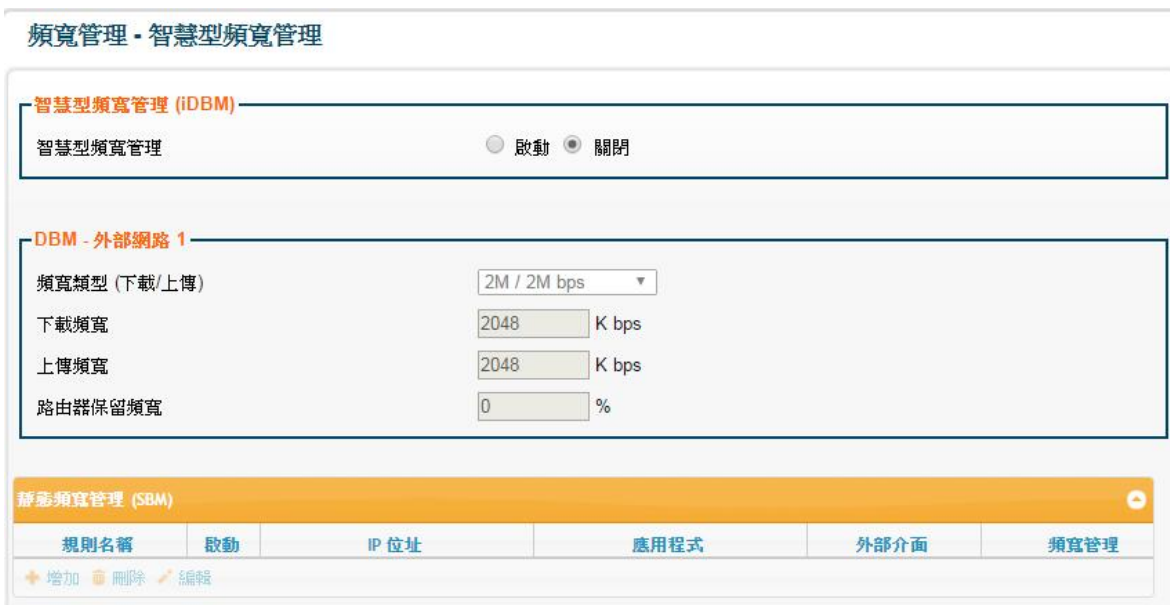 頻寬管理 - 智慧型頻寬管理
智慧型頻寬管理 (iDBM)
智慧型頻寬管理 啟動 關閉
DBM - 外部網路 1
頻寬類型 (下載/上傳) 2M / 2M bps
下載頻寬 2048 K bps
上傳頻寬 2048 K bps
路由器保留頻寬 0 %
靜態頻寬管理 (SBM)
規則名稱 啟動 IP 位址 應用程式 外部介面 頻寬管理
增加 刪除 編輯